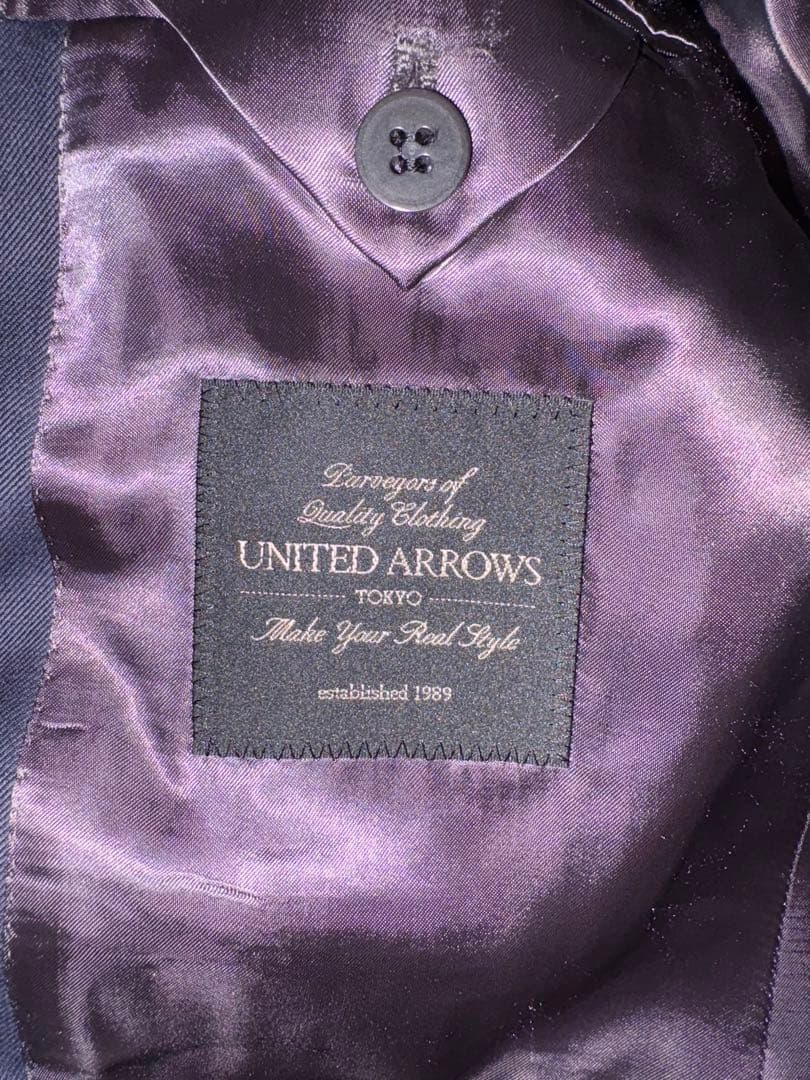 Purveyors of
Quality Clothing
UNITED ARROWS
TOKYO
Make Your Real Style
established 1989